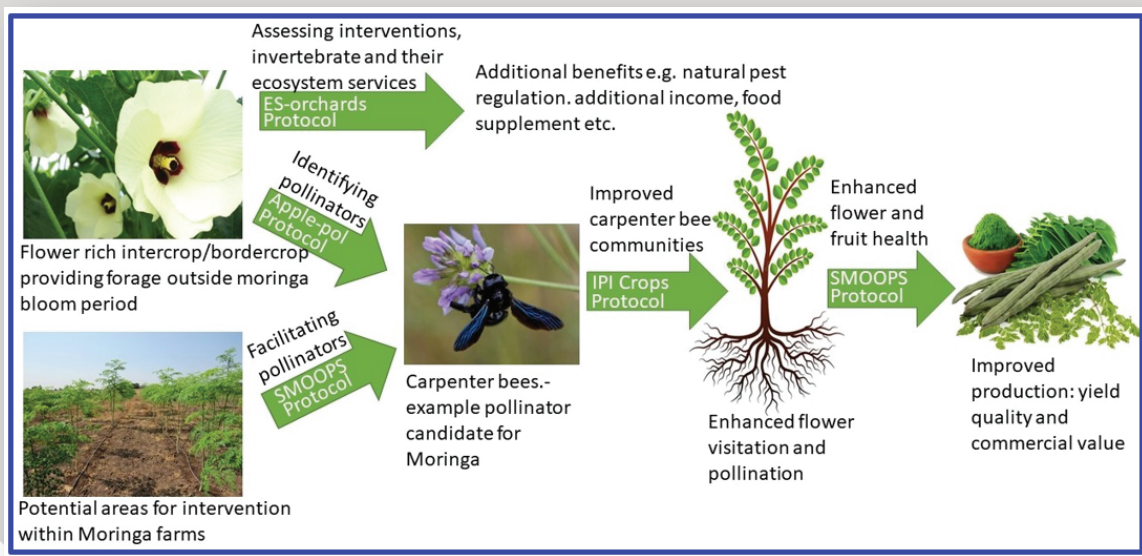 Assessing interventions,
invertebrate and their
ecosystem services
ES-orchards
Protocol
Additional benefits e.g. natural pest
regulation. additional income, food
supplement etc.
Flower rich intercrop/bordercrop
providing forage outside moringa
bloom period
Identifying
pollinators
Apple-pol
Protocol
Potential areas for intervention
within Moringa farms
Facilitating
pollinators
SMOOPS
Protocol
Carpenter bees.-
example pollinator
candidate for
Moringa
Improved
carpenter bee
communities
IPI Crops
Protocol
Enhanced flower
visitation and
pollination
Enhanced
flower and
fruit health
SMOOPS
Protocol
Improved
production: yield
quality and
commercial value